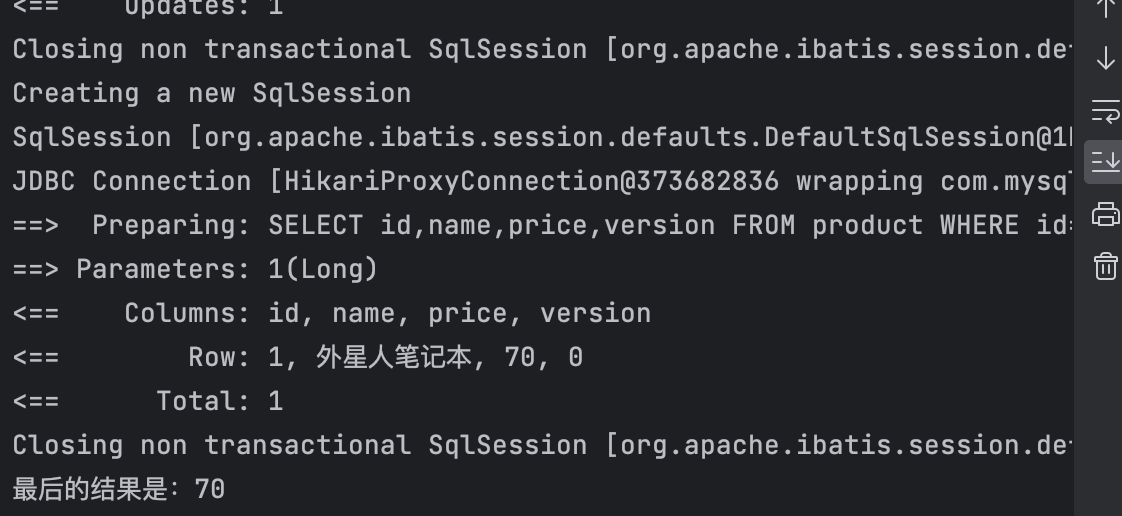 <==    Updates: 1
Closing non transactional SqlSession [org.apache.ibatis.session.def
Creating a new SqlSession
SqlSession [org.apache.ibatis.session.defaults.DefaultSqlSession@1
JDBC Connection [HikariProxyConnection@373682836 wrapping com.mysql
==>  Preparing: SELECT id,name,price,version FROM product WHERE id=
==> Parameters: 1(Long)
<==    Columns: id, name, price, version
<==        Row: 1, 外星人笔记本, 70, 0
<==      Total: 1
Closing non transactional SqlSession [org.apache.ibatis.session.def
最后的结果是：70